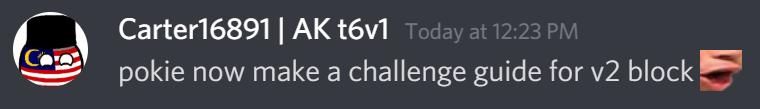 Carter16891 | AK t6v1 Today at 12:23 PM
pokie now make a challenge guide for v2 block